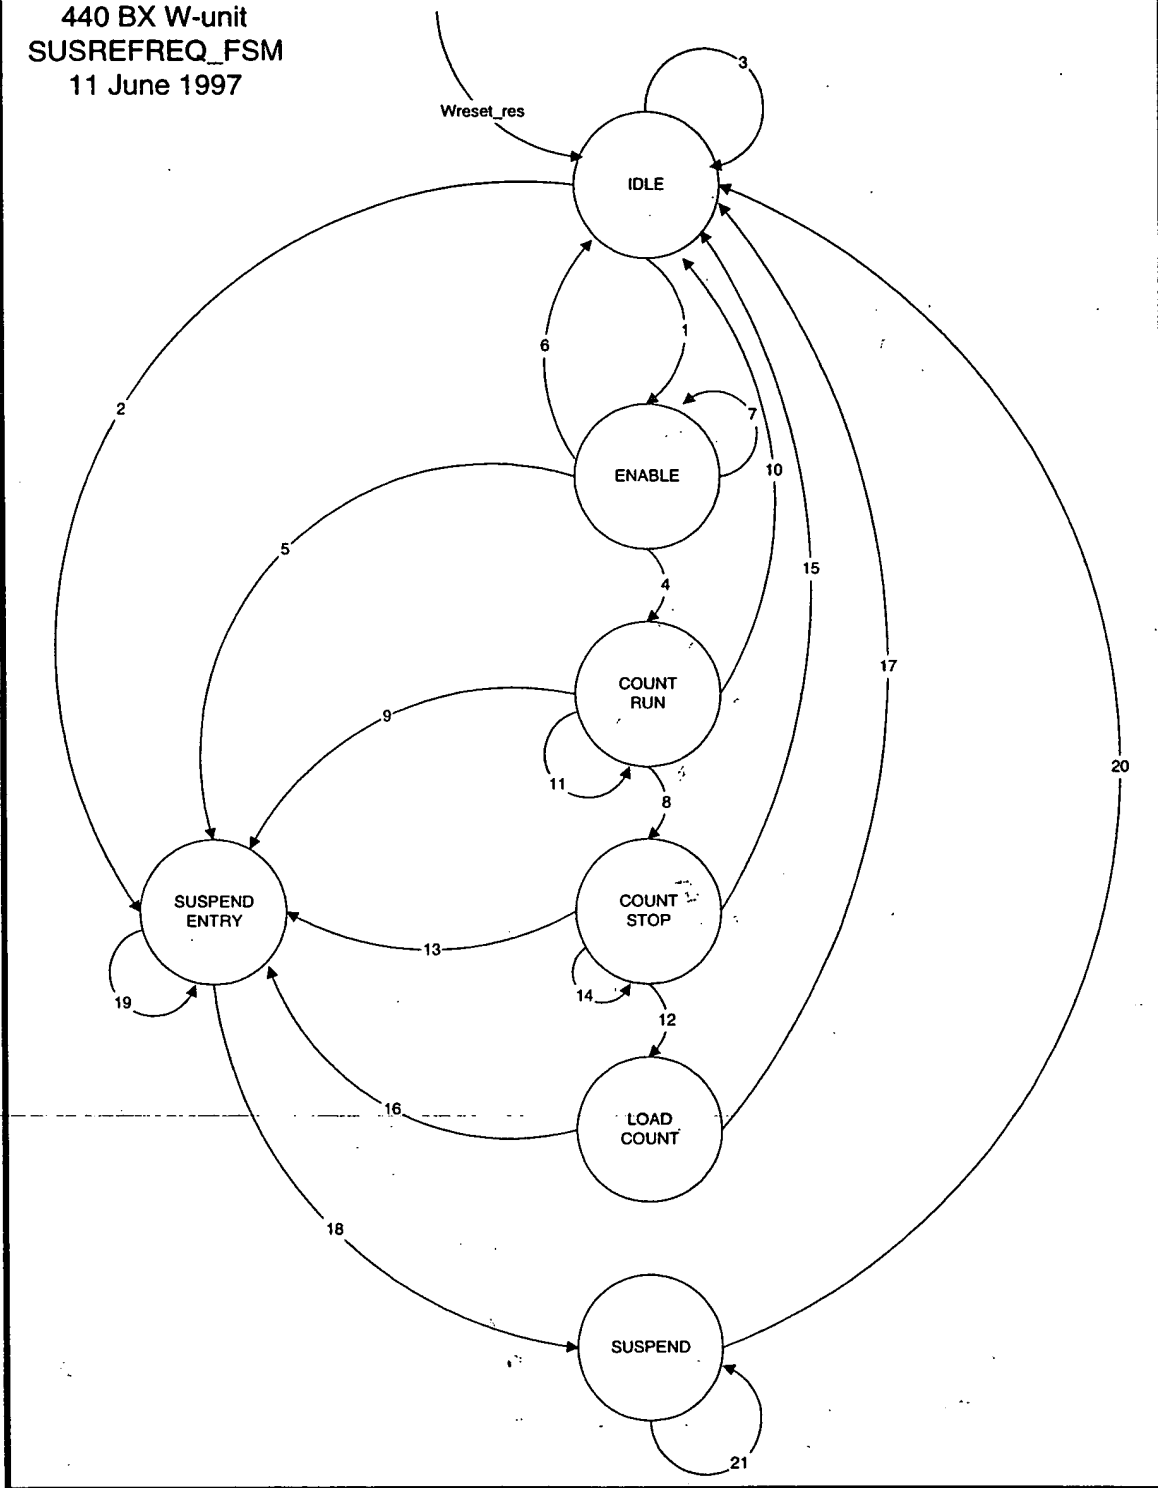 440 BX W-unit
SUSREFREQ_FSM
11 June 1997
Wreset_res
3
IDLE
1
6
2
7
ENABLE
10
5
15
4
17
COUNT
RUN
9
20
11
8
SUSPEND
ENTRY
COUNT
STOP
13
19
14
12
16
LOAD
COUNT
18
SUSPEND
21